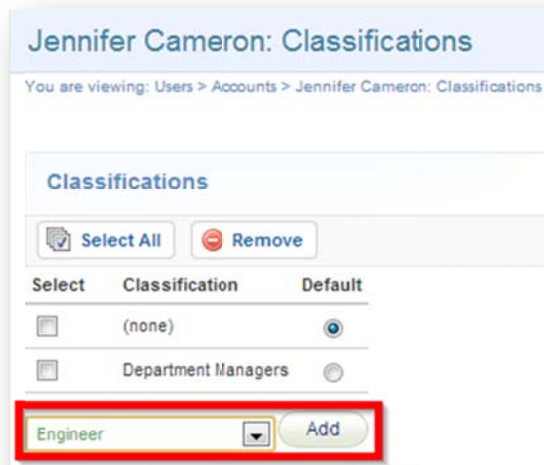 Jennifer Cameron: Classifications
You are viewing: Users > Accounts > Jennifer Cameron: Classifications
Classifications
Select All Remove
Select Classification Default
(none)
Department Managers
Engineer Add